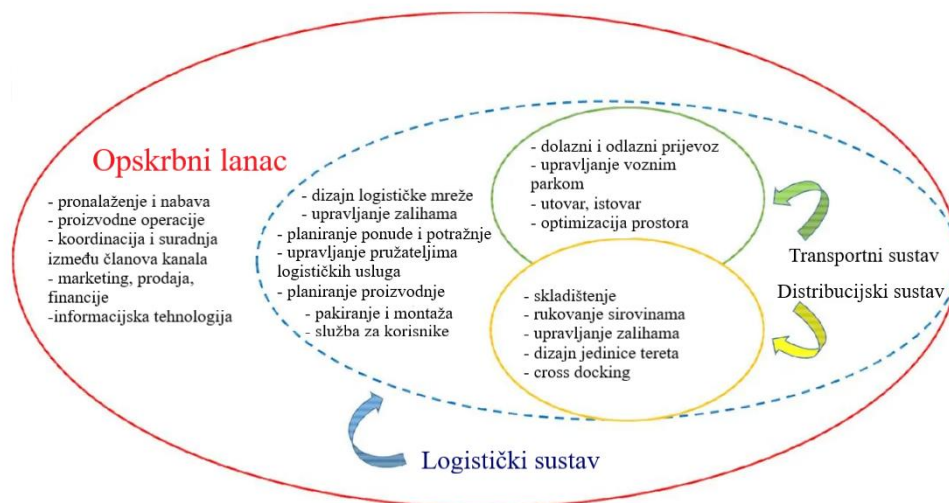 Opskrbni lanac
- pronalaženje i nabava
- proizvodne operacije
- koordinacija i suradnja
između članova kanala
- marketing, prodaja,
financije
-informacijska tehnologija
- dizajn logističke mreže
- upravljanje zalihama
- planiranje ponude i potražnje
- upravljanje pružateljima
logističkih usluga
- planiranje proizvodnje
- pakiranje i montaža
- služba za korisnike
- dolazni i odlazni prijevoz
- upravljanje voznim
parkom
- utovar, istovar
- optimizacija prostora
- skladištenje
- rukovanje sirovinama
- upravljanje zalihama
- dizajn jedinice tereta
- cross docking
Transportni sustav
Distribucijski sustav
Logistički sustav